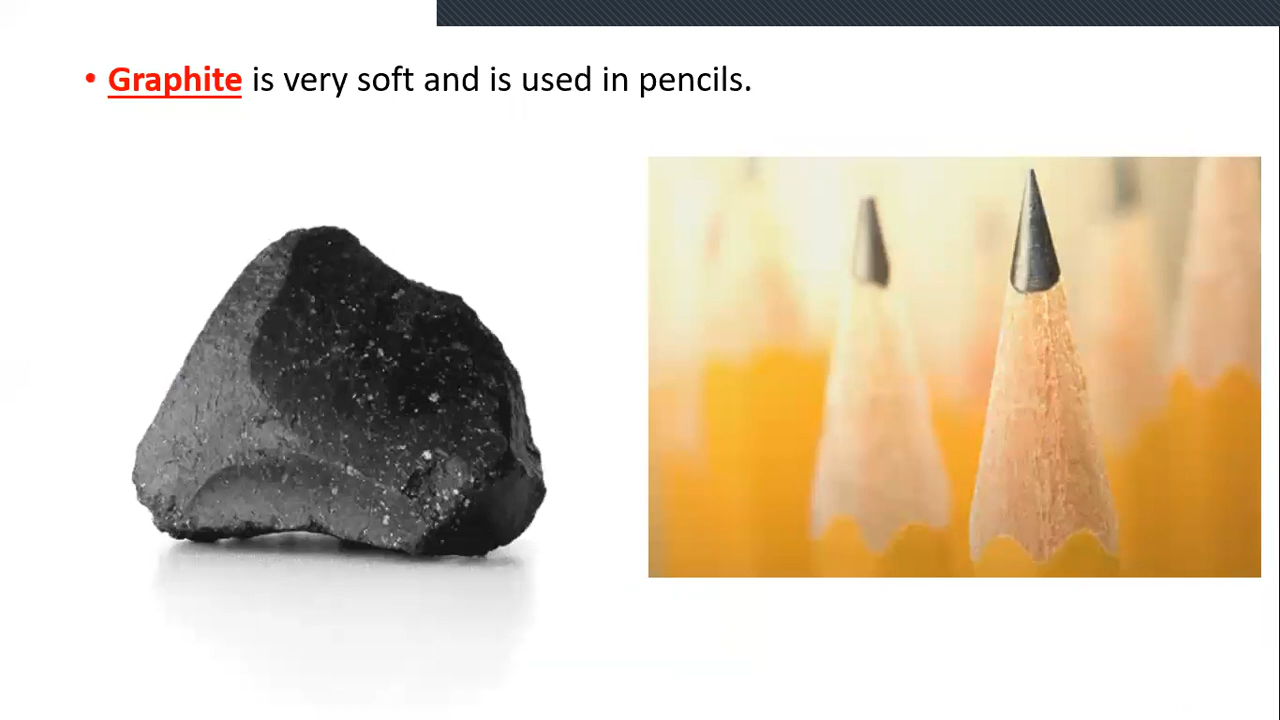 • Graphite is very soft and is used in pencils.